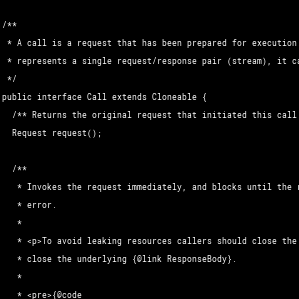 /**
* A call is a request that has been prepared for execution
* represents a single request/response pair (stream), it
*/
public interface Call extends Cloneable {
/** Returns the original request that initiated this call
Request request();
/**
* Invokes the request immediately, and blocks until the
* error.
*
* <p>To avoid leaking resources callers should close the
* close the underlying {@link ResponseBody}.
*
* <pre>{@code